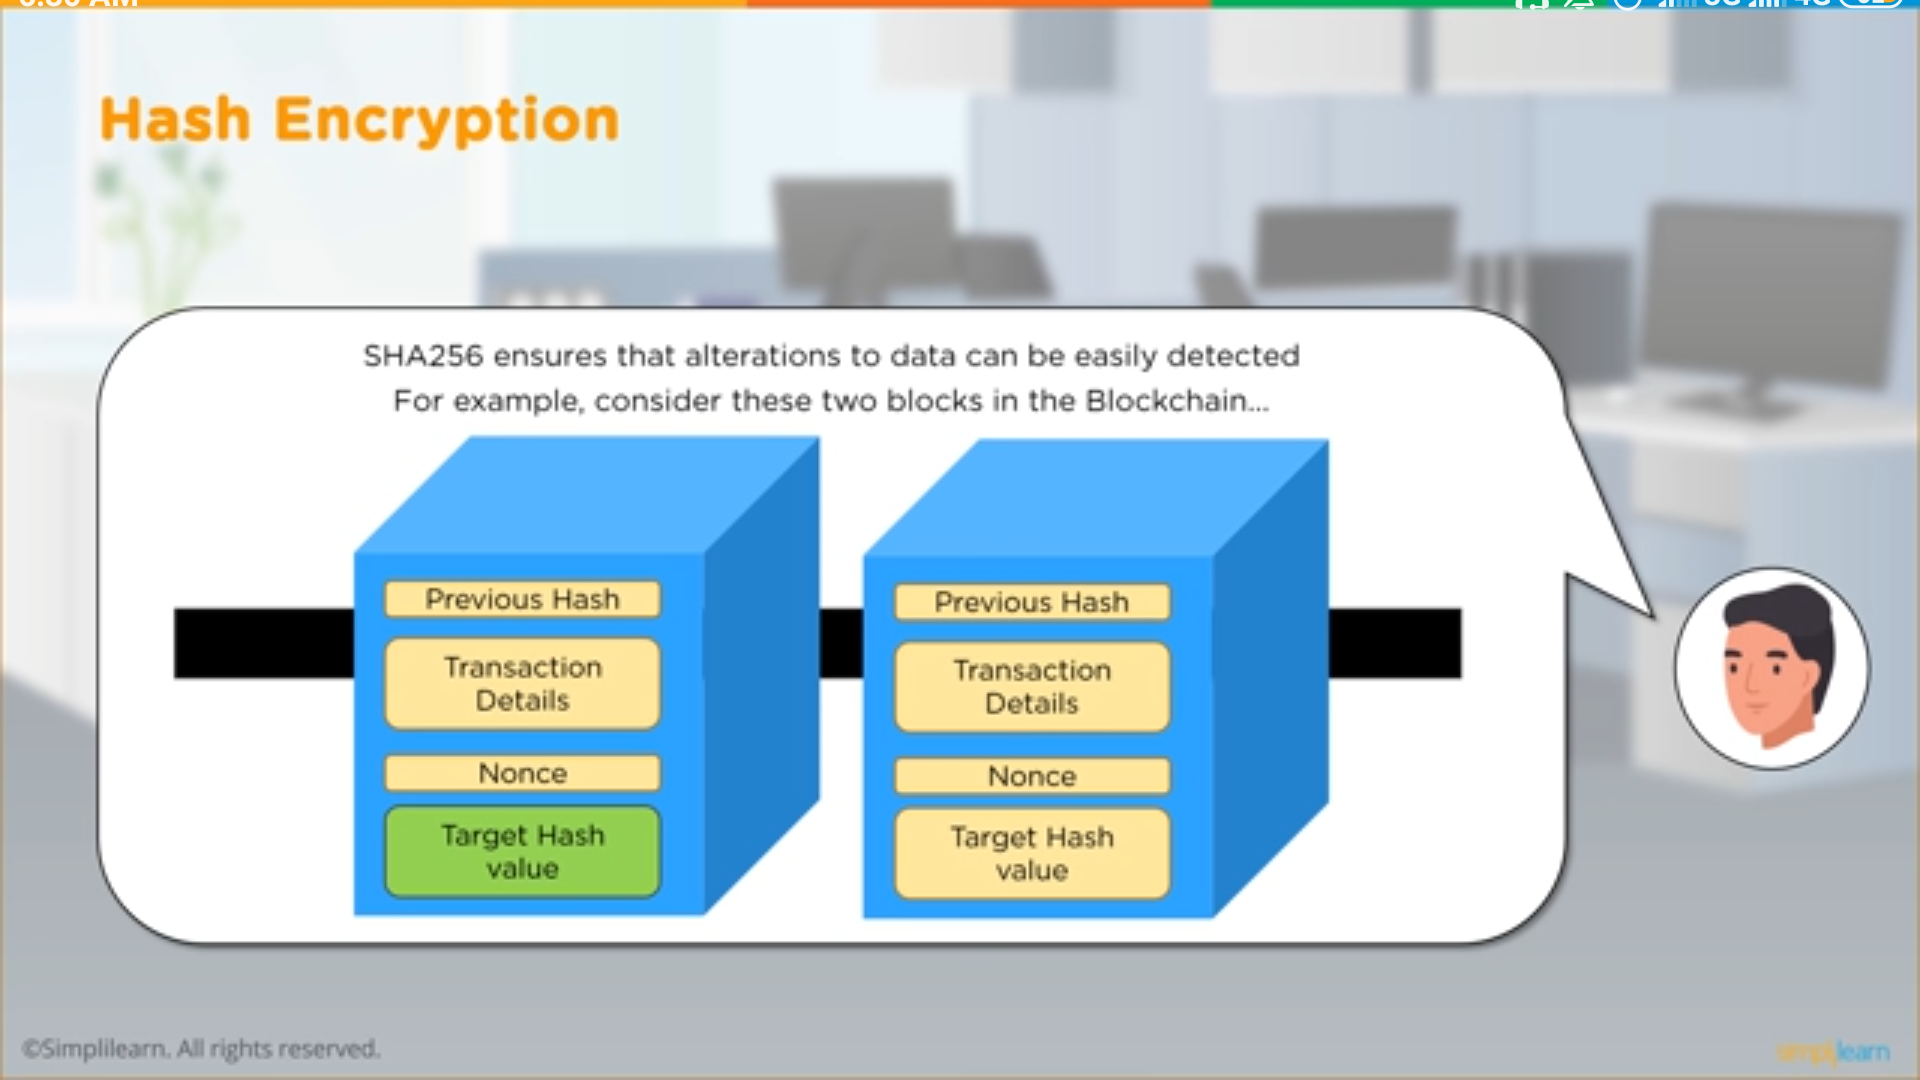 Hash Encryption
SHA256 ensures that alterations to data can be easily detected
For example, consider these two blocks in the Blockchain...
Previous Hash
Transaction
Details
Nonce
Target Hash
value
Previous Hash
Transaction
Details
Nonce
Target Hash
value
©Simplilearn. All rights reserved.
simplilearn